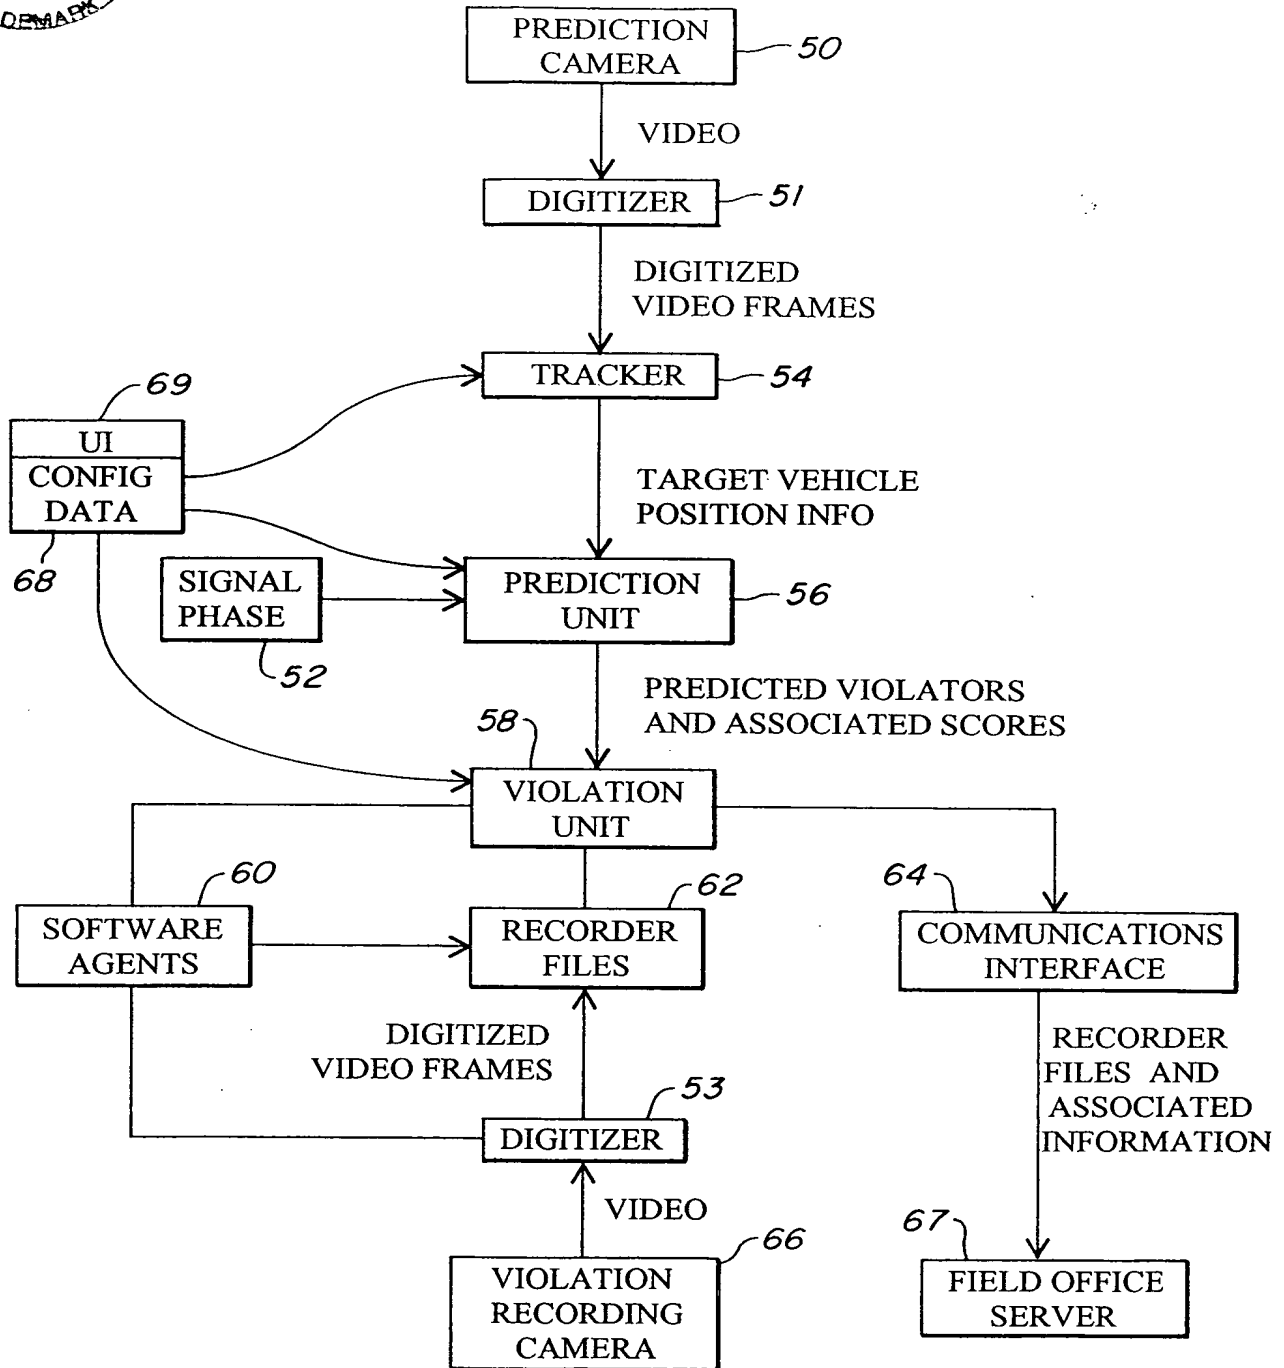 DEMARK
PREDICTION
CAMERA
50
VIDEO
DIGITIZER
51
DIGITIZED
VIDEO FRAMES
TRACKER
54
69
UI
CONFIG
DATA
68
TARGET VEHICLE
POSITION INFO
SIGNAL
PHASE
52
PREDICTION
UNIT
56
PREDICTED VIOLATORS
AND ASSOCIATED SCORES
58
VIOLATION
UNIT
60
SOFTWARE
AGENTS
62
RECORDER
FILES
64
COMMUNICATIONS
INTERFACE
DIGITIZED
VIDEO FRAMES
RECORDER
FILES AND
ASSOCIATED
INFORMATION
53
DIGITIZER
VIDEO
66
VIOLATION
RECORDING
CAMERA
67
FIELD OFFICE
SERVER